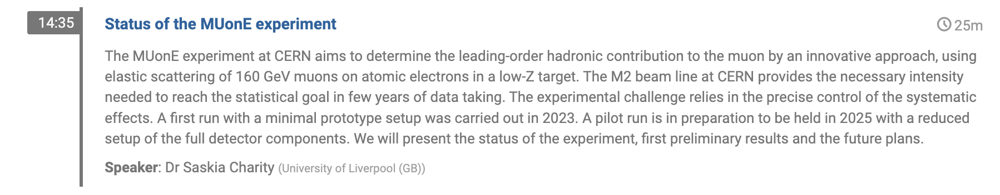 14:35
Status of the MUonE experiment
25m
The MUonE experiment at CERN aims to determine the leading-order hadronic contribution to the muon by an innovative approach, using
elastic scattering of 160 GeV muons on atomic electrons in a low-Z target. The M2 beam line at CERN provides the necessary intensity
needed to reach the statistical goal in few years of data taking. The experimental challenge relies in the precise control of the systematic
effects. A first run with a minimal prototype setup was carried out in 2023. A pilot run is in preparation to be held in 2025 with a reduced
setup of the full detector components. We will present the status of the experiment, first preliminary results and the future plans.
Speaker: Dr Saskia Charity (University of Liverpool (GB))